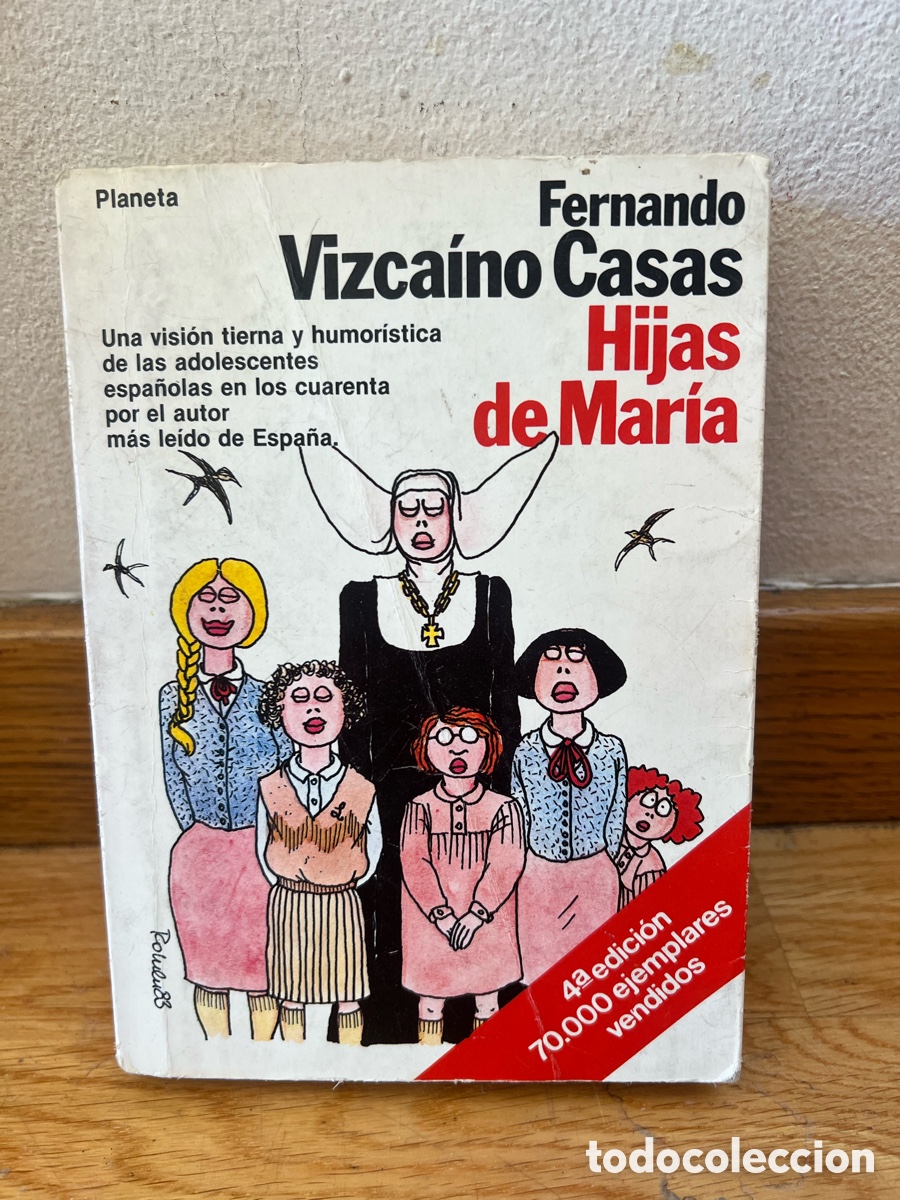 Planeta
Fernando
Vizcaíno Casas
Hijas
de María
Una visión tierna y humorística
de las adolescentes
españolas en los cuarenta
por el autor
más leído de España.
4ª edición
70.000 ejemplares
vendidos
todocoleccion